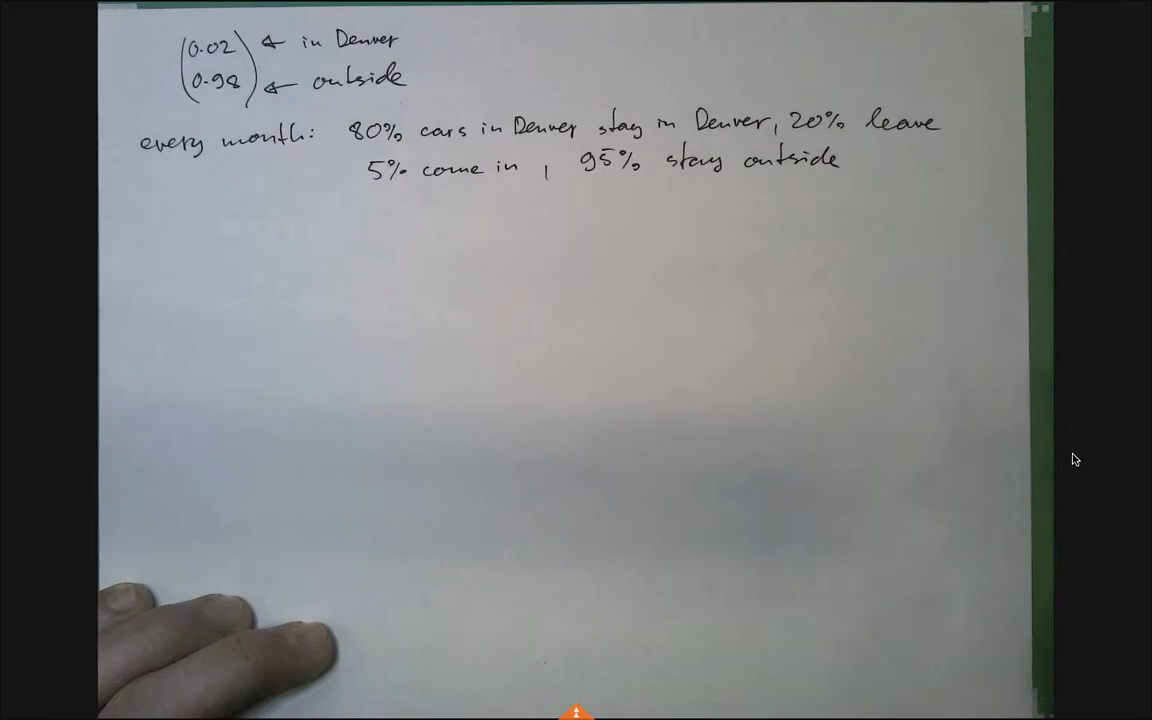 (0.02) ← in Denver
(0.98) ← outside
every month: 80% cars in Denver stay in Denver, 20% leave
5% come in, 95% stay outside